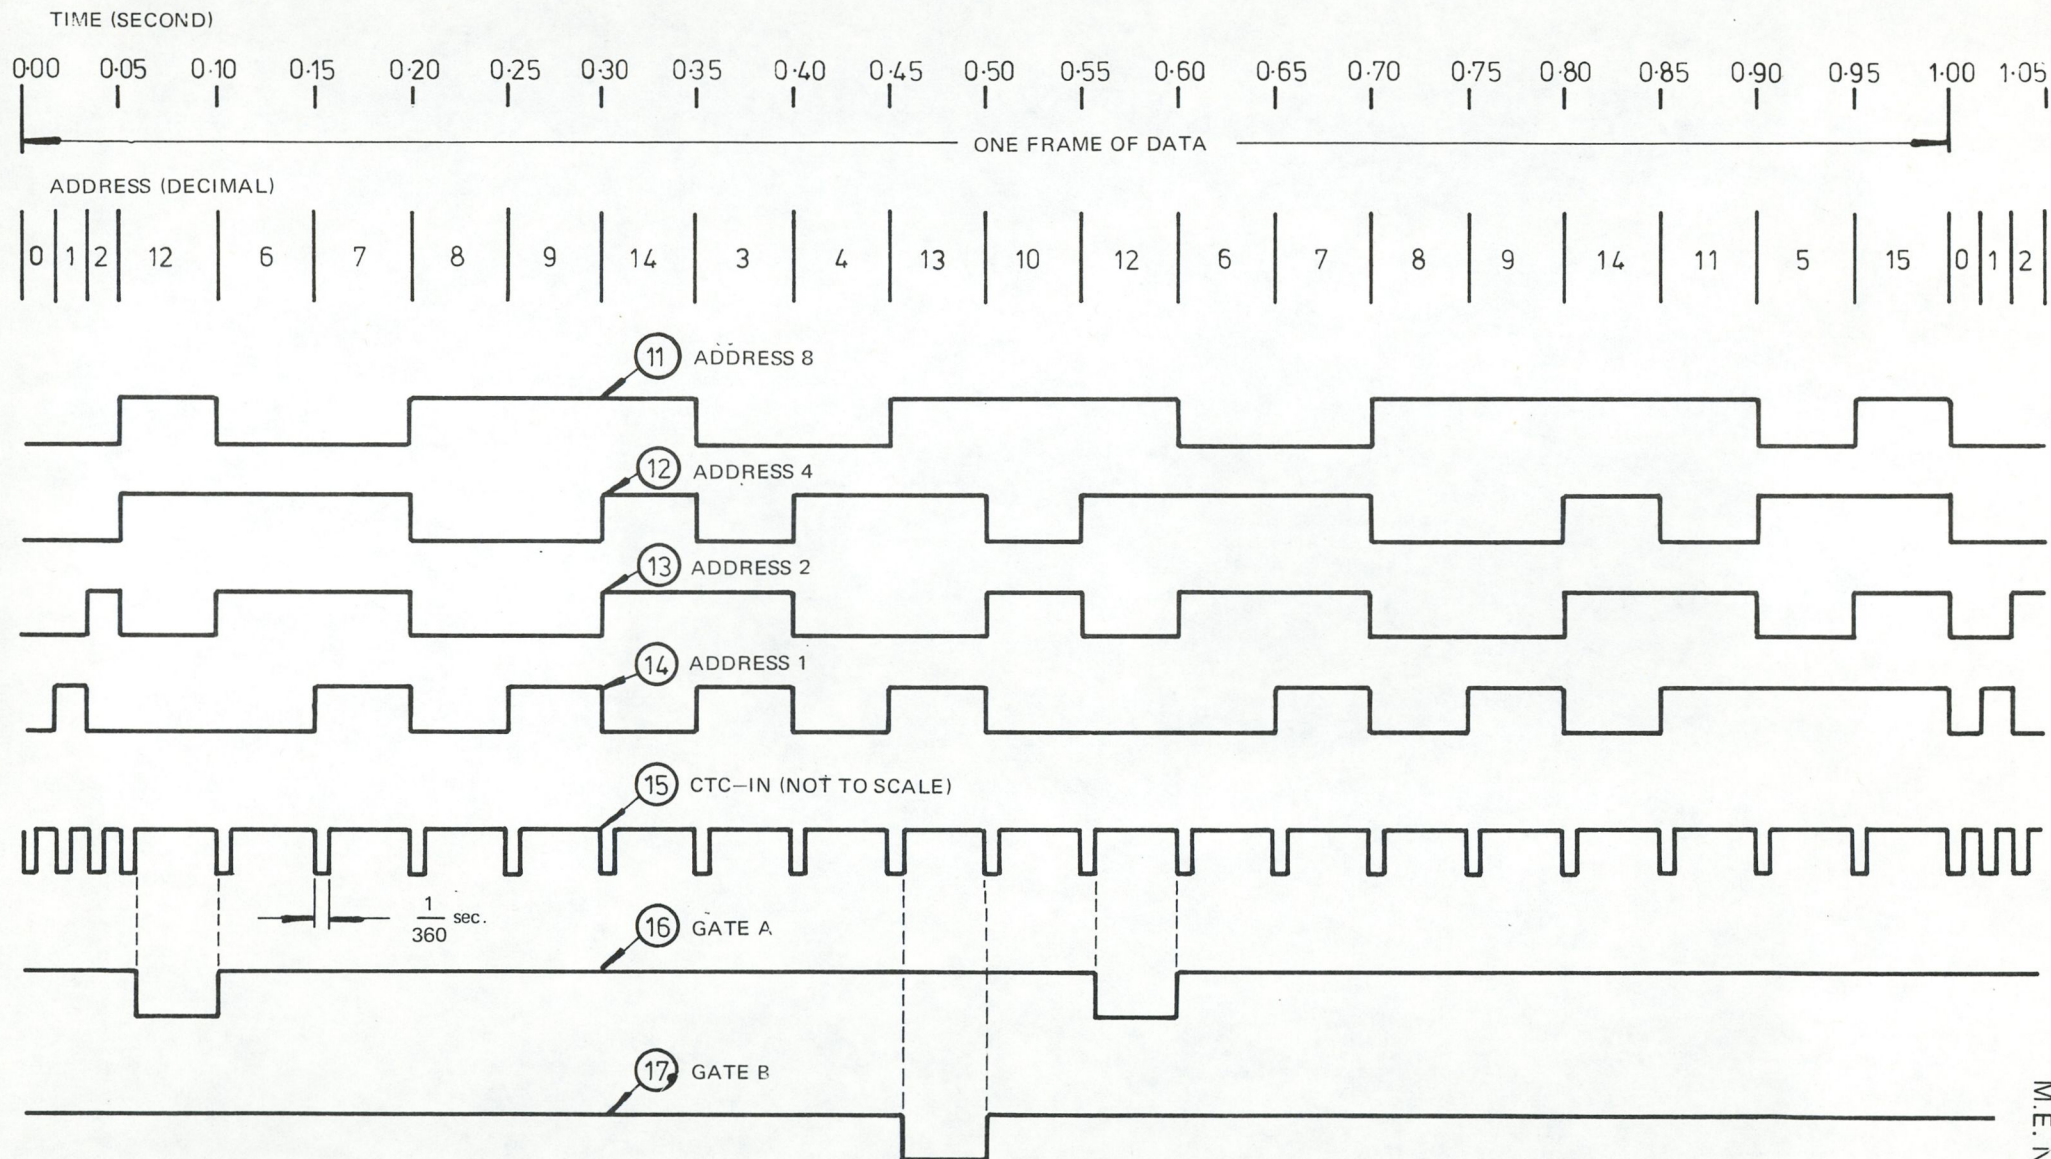 TIME (SECOND)
0·00 0·05 0·10 0·15 0·20 0·25 0·30 0·35 0·40 0·45 0·50 0·55 0·60 0·65 0·70 0·75 0·80 0·85 0·90 0·95 1·00 1·05
ONE FRAME OF DATA
ADDRESS (DECIMAL)
0 1 2 12 6 7 8 9 14 3 4 13 10 12 6 7 8 9 14 11 5 15 0 1 2
11 ADDRESS 8
12 ADDRESS 4
13 ADDRESS 2
14 ADDRESS 1
15 CTC–IN (NOT TO SCALE)
1/360 sec.
16 GATE A
17 GATE B